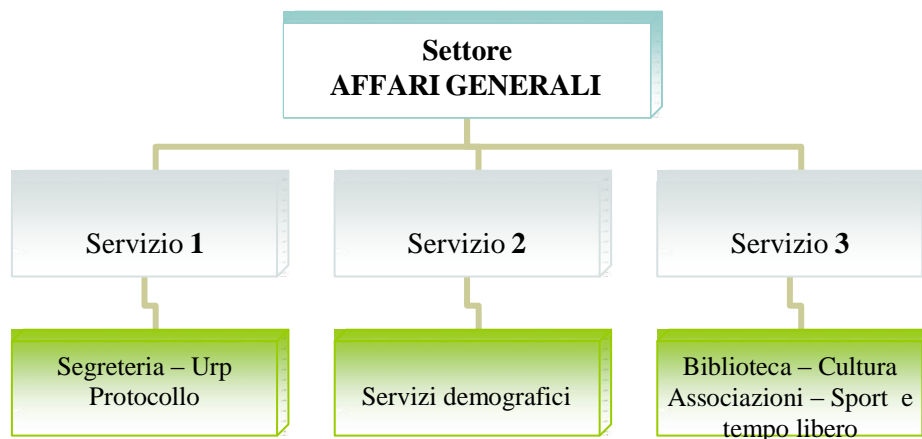 Settore
AFFARI GENERALI
Servizio 1
Servizio 2
Servizio 3
Segreteria – Urp
Protocollo
Servizi demografici
Biblioteca – Cultura
Associazioni – Sport e
tempo libero